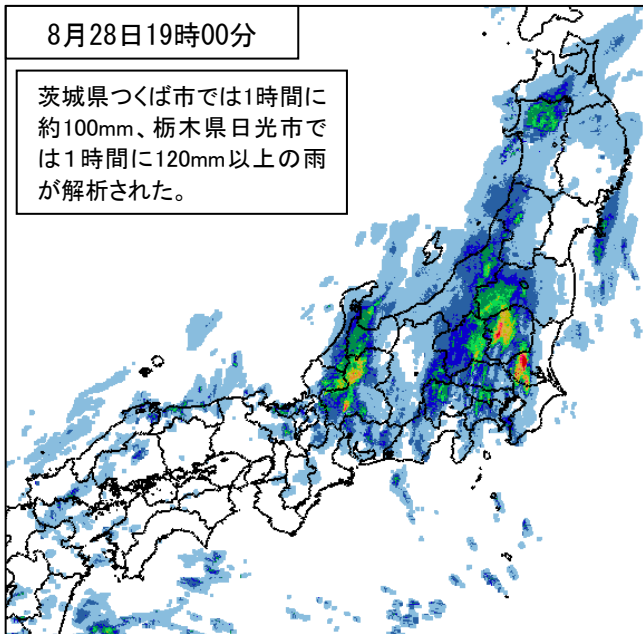 8月28日19時00分
茨城県つくば市では1時間に
約100mm、栃木県日光市で
は1時間に120mm以上の雨
が解析された。